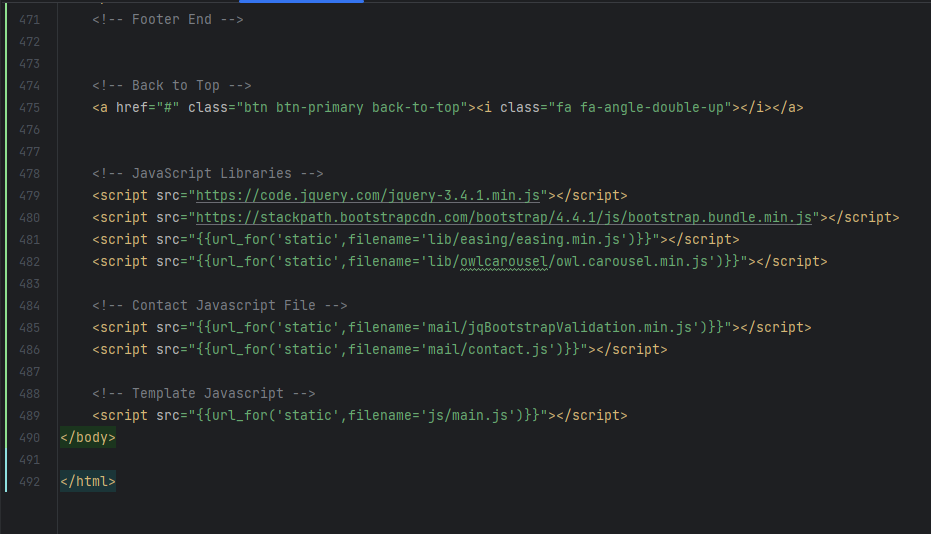 471 <!-- Footer End -->
472
473
474 <!-- Back to Top -->
475 <a href="#" class="btn btn-primary back-to-top"><i class="fa fa-angle-double-up"></i></a>
476
477
478 <!-- JavaScript Libraries -->
479 <script src="https://code.jquery.com/jquery-3.4.1.min.js"></script>
480 <script src="https://stackpath.bootstrapcdn.com/bootstrap/4.4.1/js/bootstrap.bundle.min.js"></script>
481 <script src="{{url_for('static',filename='lib/easing/easing.min.js')}}"></script>
482 <script src="{{url_for('static',filename='lib/owlcarousel/owl.carousel.min.js')}}"></script>
483
484 <!-- Contact Javascript File -->
485 <script src="{{url_for('static',filename='mail/jqBootstrapValidation.min.js')}}"></script>
486 <script src="{{url_for('static',filename='mail/contact.js')}}"></script>
487
488 <!-- Template Javascript -->
489 <script src="{{url_for('static',filename='js/main.js')}}"></script>
490 </body>
491
492 </html>